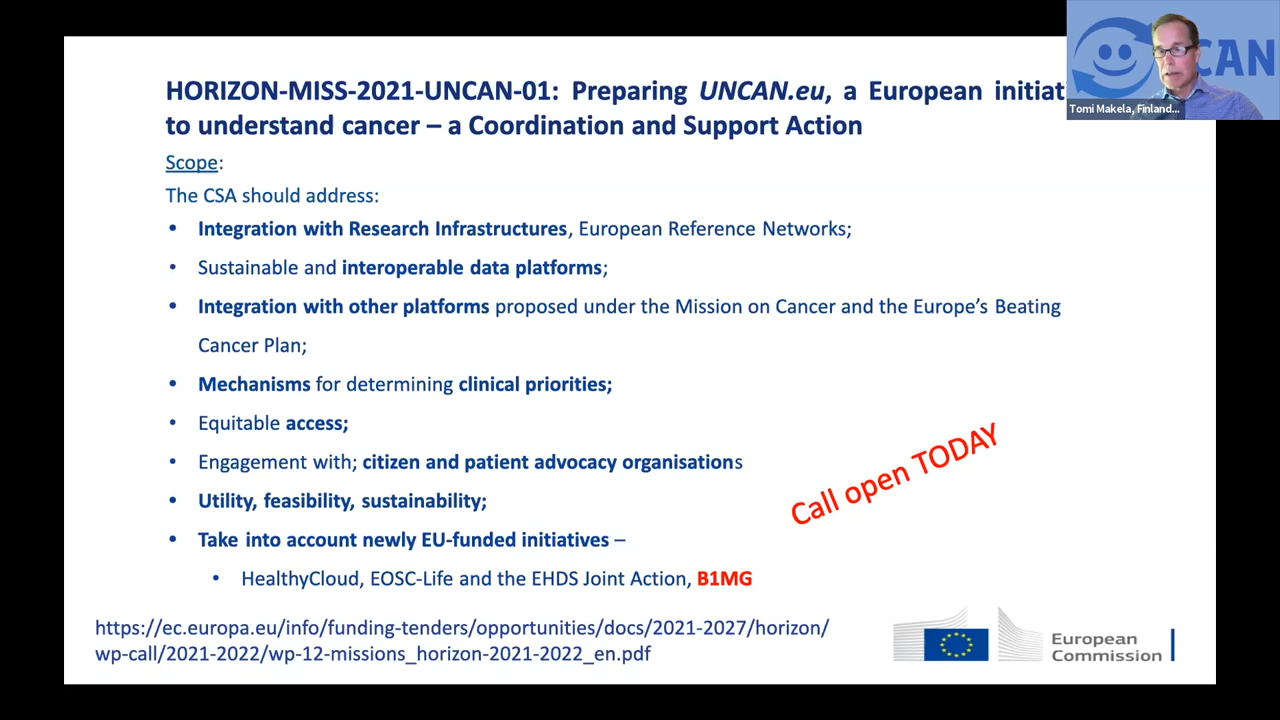 HORIZON-MISS-2021-UNCAN-01: Preparing UNCAN.eu, a European initiat
to understand cancer – a Coordination and Support Action
Scope:
The CSA should address:
• Integration with Research Infrastructures, European Reference Networks;
• Sustainable and interoperable data platforms;
• Integration with other platforms proposed under the Mission on Cancer and the Europe's Beating
Cancer Plan;
• Mechanisms for determining clinical priorities;
• Equitable access;
• Engagement with; citizen and patient advocacy organisations
• Utility, feasibility, sustainability;
• Take into account newly EU-funded initiatives –
• HealthyCloud, EOSC-Life and the EHDS Joint Action, B1MG
Call open TODAY
https://ec.europa.eu/info/funding-tenders/opportunities/docs/2021-2027/horizon/
wp-call/2021-2022/wp-12-missions_horizon-2021-2022_en.pdf
European
Commission
CAN
Tomi Makela, Finland...